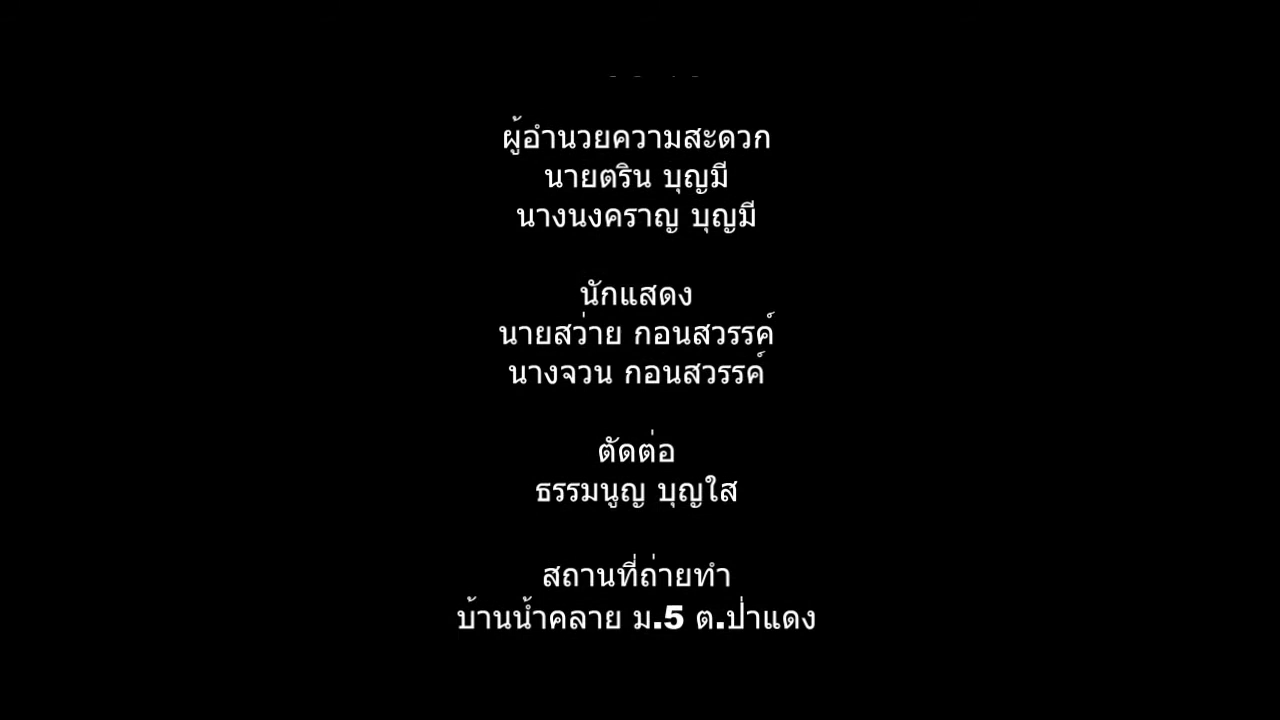 ผู้อำนวยความสะดวก
นายตริน บุญมี
นางนงคราญ บุญมี
นักแสดง
นายสว่าย กอนสวรรค์
นางจวน กอนสวรรค์
ตัดต่อ
ธรรมนูญ บุญใส
สถานที่ถ่ายทำ
บ้านน้ำคลาย ม.5 ต.ป่าแดง